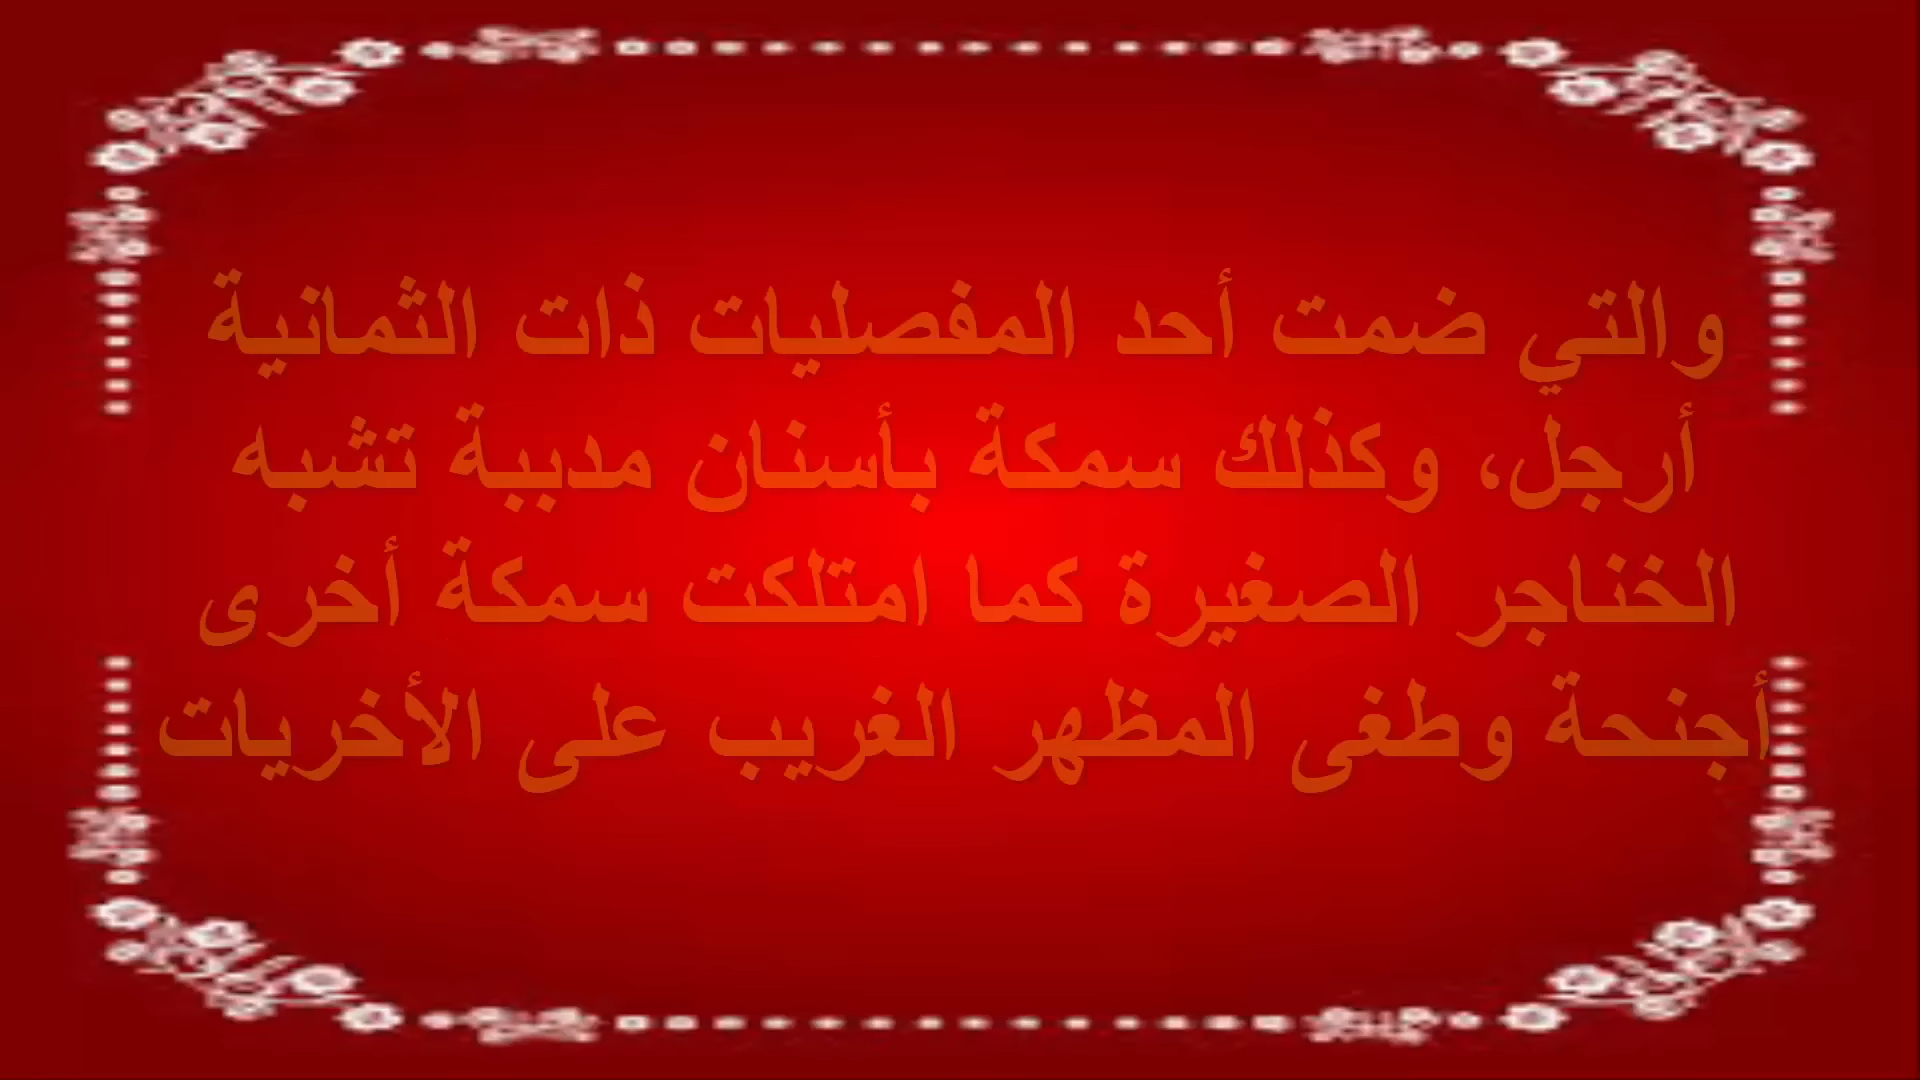 والتي ضمت أحد المفصليات ذات الثمانية
أرجل، وكذلك سمكة بأسنان مدببة تشبه
الخناجر الصغيرة كما امتلكت سمكة أخرى
أجنحة وطغى المظهر الغريب على الأخريات